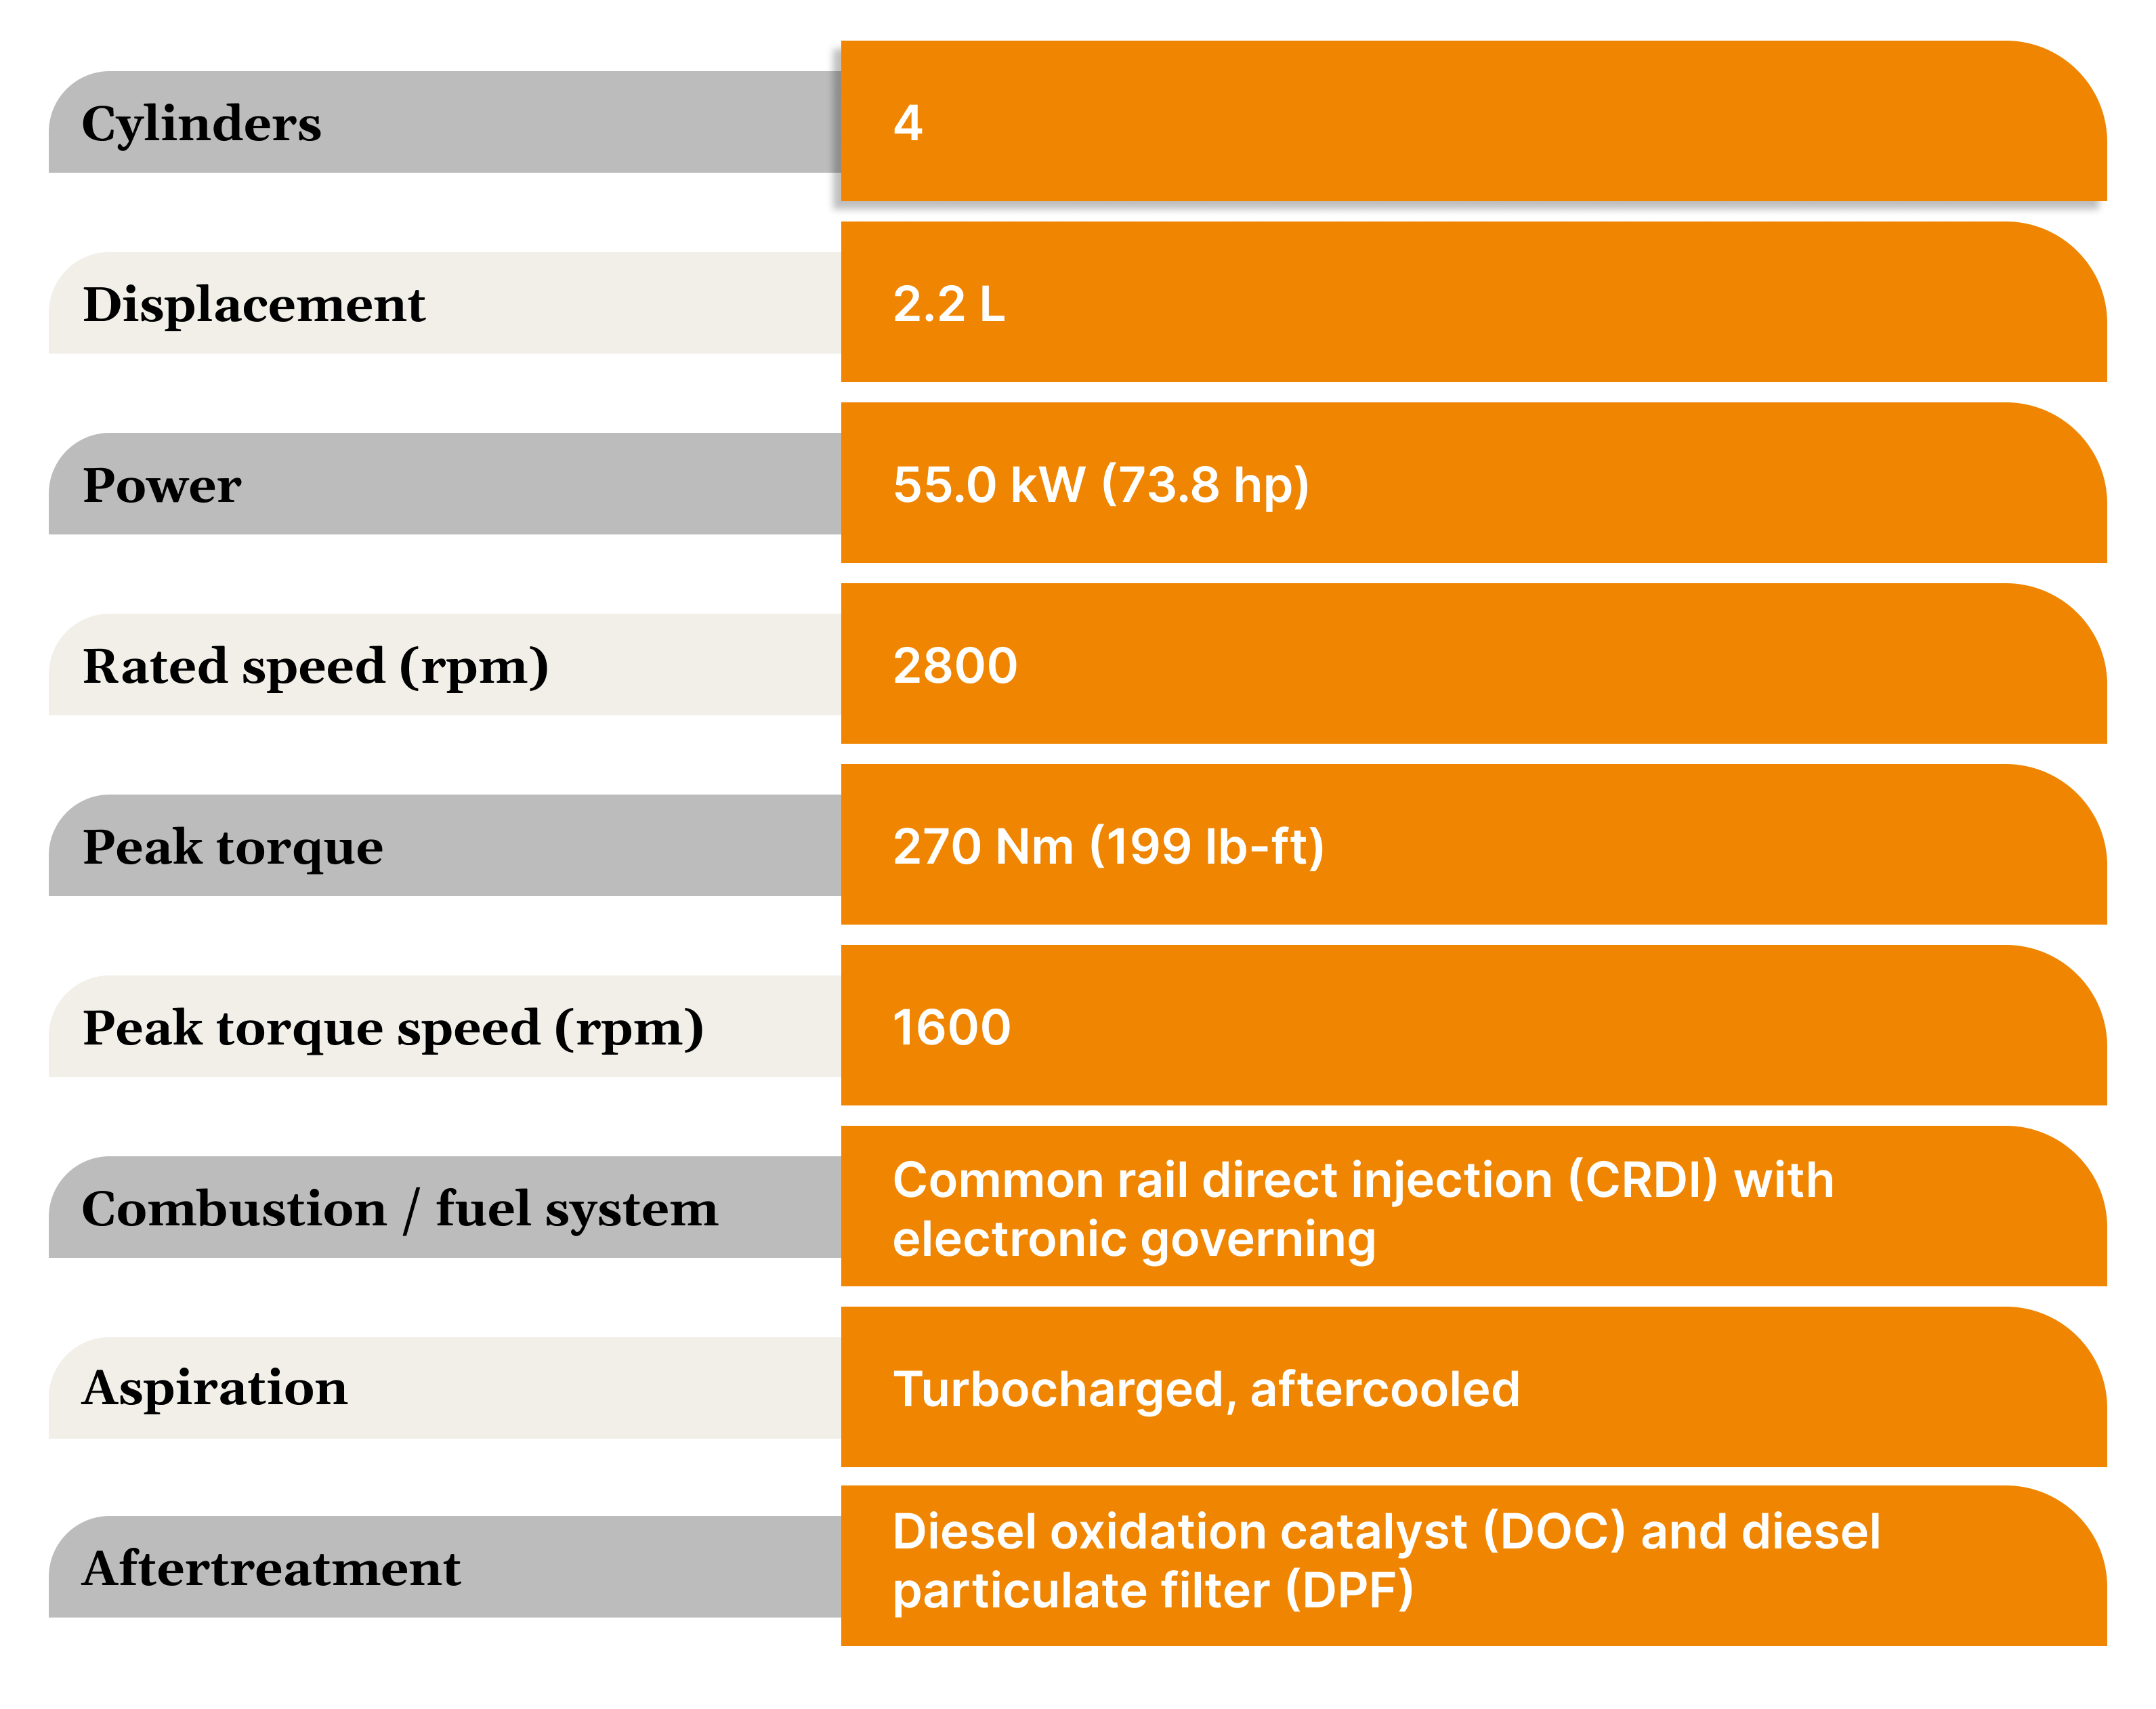 Cylinders
4
Displacement
2.2 L
Power
55.0 kW (73.8 hp)
Rated speed (rpm)
2800
Peak torque
270 Nm (199 lb-ft)
Peak torque speed (rpm)
1600
Combustion / fuel system
Common rail direct injection (CRDI) with
electronic governing
Aspiration
Turbocharged, aftercooled
Aftertreatment
Diesel oxidation catalyst (DOC) and diesel
particulate filter (DPF)